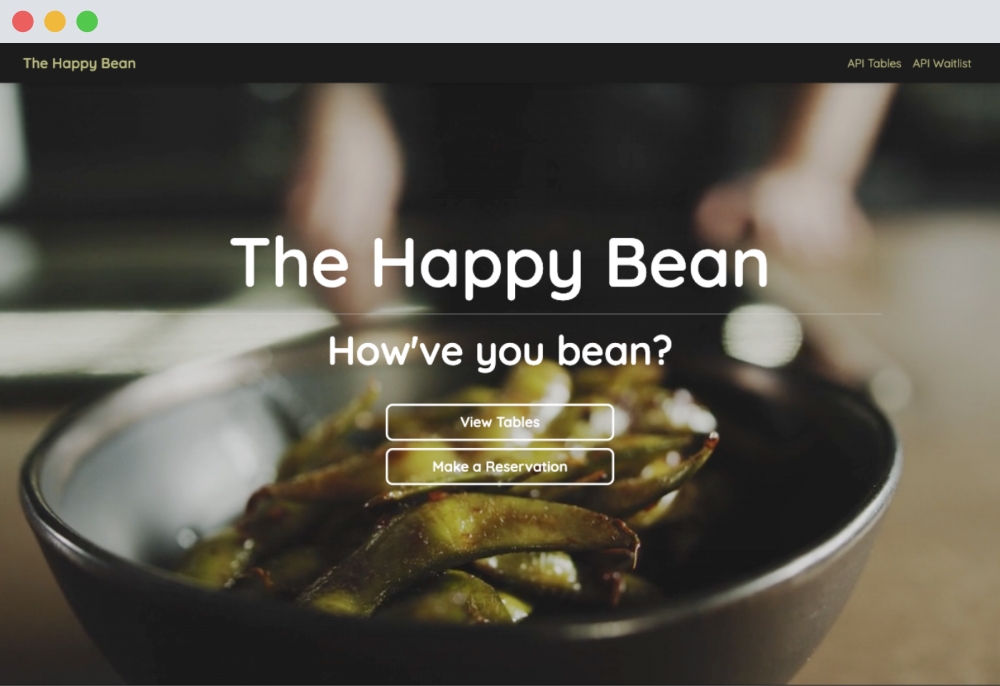 The Happy Bean
API Tables API Waitlist
The Happy Bean
How've you bean?
View Tables
Make a Reservation